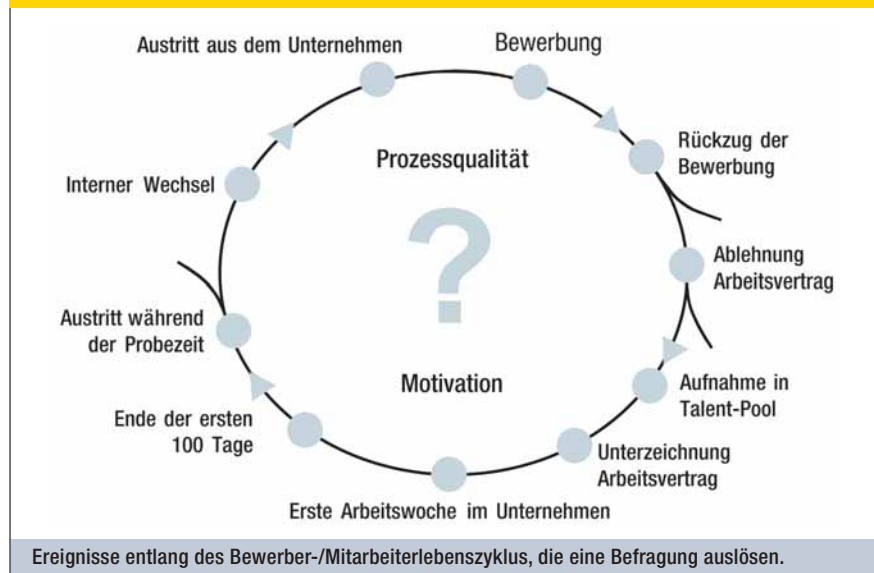 Austritt aus dem Unternehmen
Bewerbung
Rückzug der
Bewerbung
Prozessqualität
Interner Wechsel
?
Ablehnung
Arbeitsvertrag
Austritt während
der Probezeit
Motivation
Aufnahme in
Talent-Pool
Ende der ersten
100 Tage
Unterzeichnung
Arbeitsvertrag
Erste Arbeitswoche im Unternehmen
Ereignisse entlang des Bewerber-/Mitarbeiterlebenszyklus, die eine Befragung auslösen.